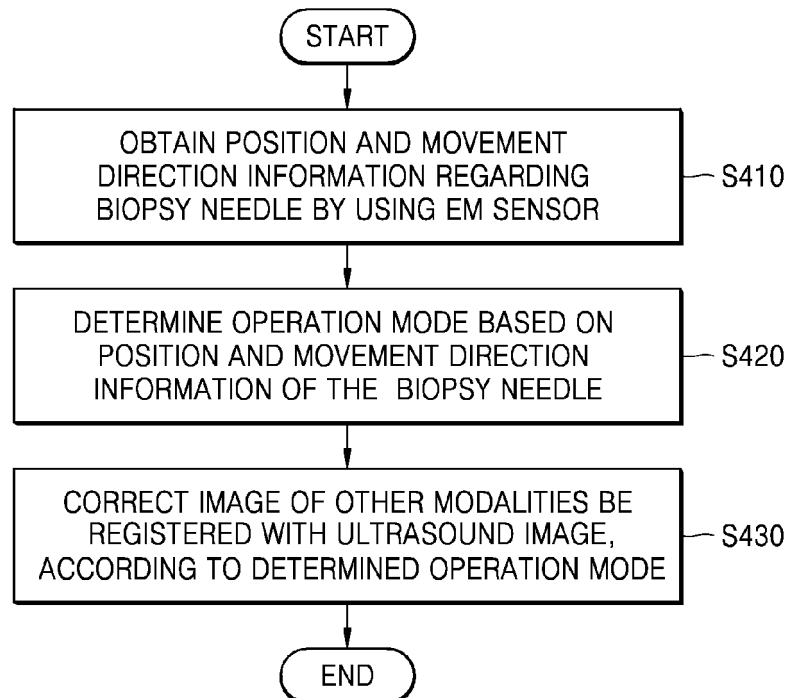 START
OBTAIN POSITION AND MOVEMENT
DIRECTION INFORMATION REGARDING
BIOPSY NEEDLE BY USING EM SENSOR
S410
DETERMINE OPERATION MODE BASED ON
POSITION AND MOVEMENT DIRECTION
INFORMATION OF THE BIOPSY NEEDLE
S420
CORRECT IMAGE OF OTHER MODALITIES BE
REGISTERED WITH ULTRASOUND IMAGE,
ACCORDING TO DETERMINED OPERATION MODE
S430
END